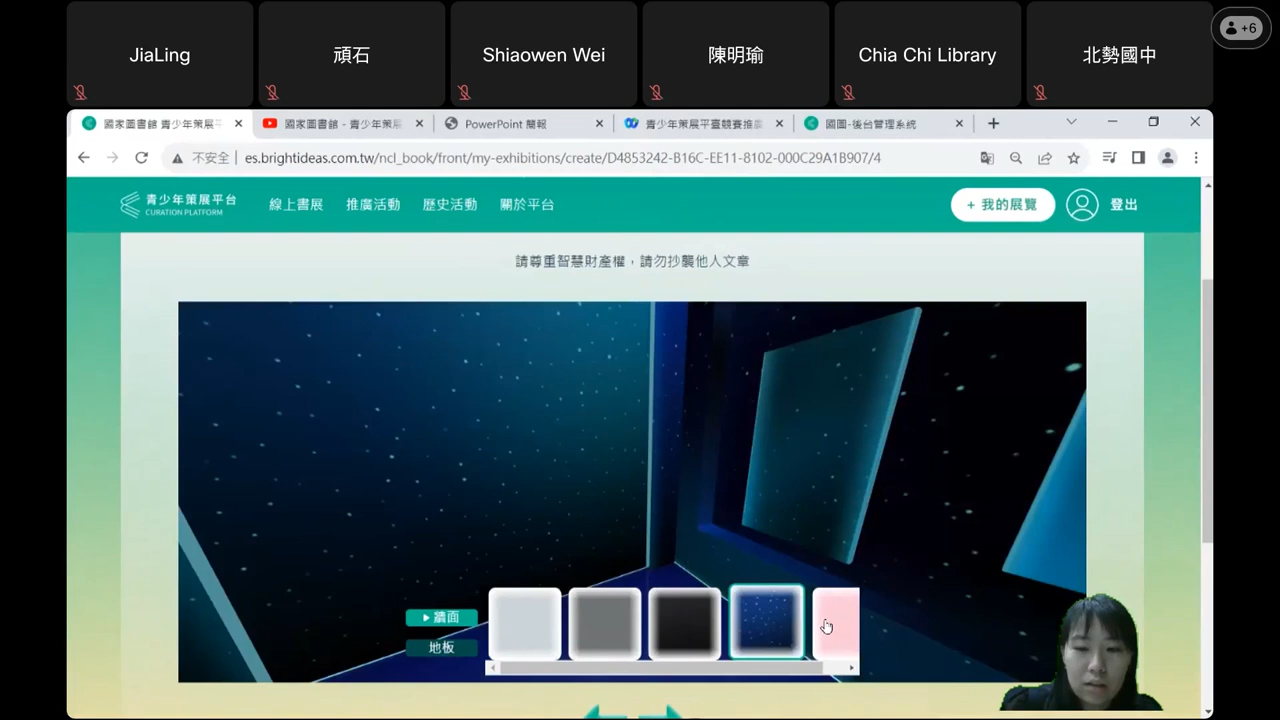 JiaLing
頑石
Shiaowen Wei
陳明瑜
Chia Chi Library
北勢國中
+6
國家圖書館 青少年策展平
國家圖書館 - 青少年策展
PowerPoint 簡報
青少年策展平臺競賽推廣
國圖-後台管理系統
不安全
es.brightideas.com.tw/ncl_book/front/my-exhibitions/create/D4853242-B16C-EE11-8102-000C29A1B907/4
青少年策展平台
CURATION PLATFORM
線上書展
推廣活動
歷史活動
關於平台
+ 我的展覽
登出
請尊重智慧財產權，請勿抄襲他人文章
牆面
地板